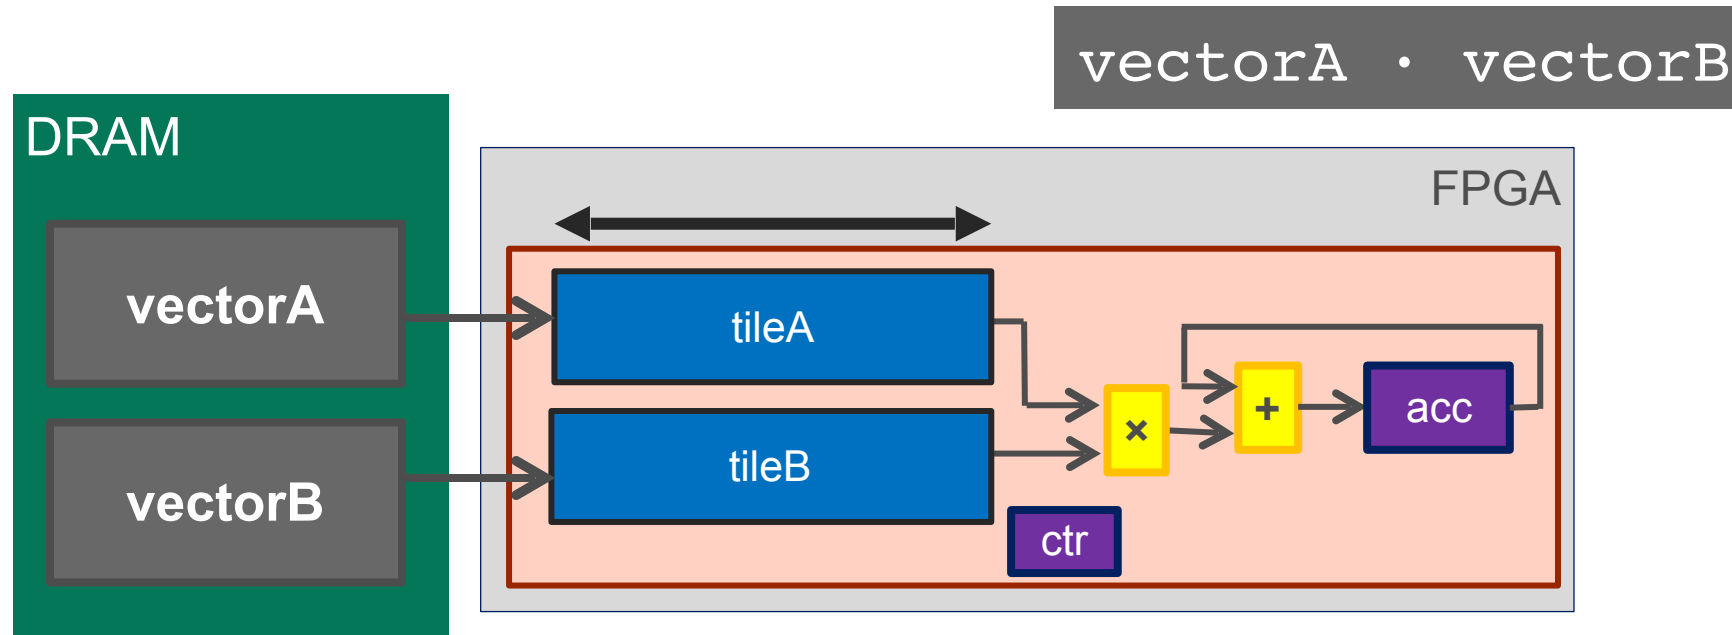 vectorA · vectorB
DRAM
FPGA
vectorA
tileA
vectorB
tileB
×
+
acc
ctr